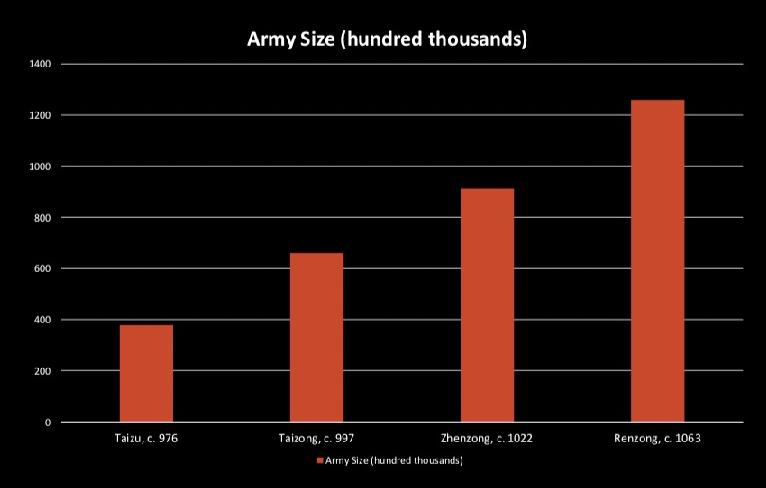 Army Size (hundred thousands)
1400
1200
1000
800
600
400
200
0
Taizu, c. 976
Taizong, c. 997
Zhenzong, c. 1022
Renzong, c. 1063
Army Size (hundred thousands)